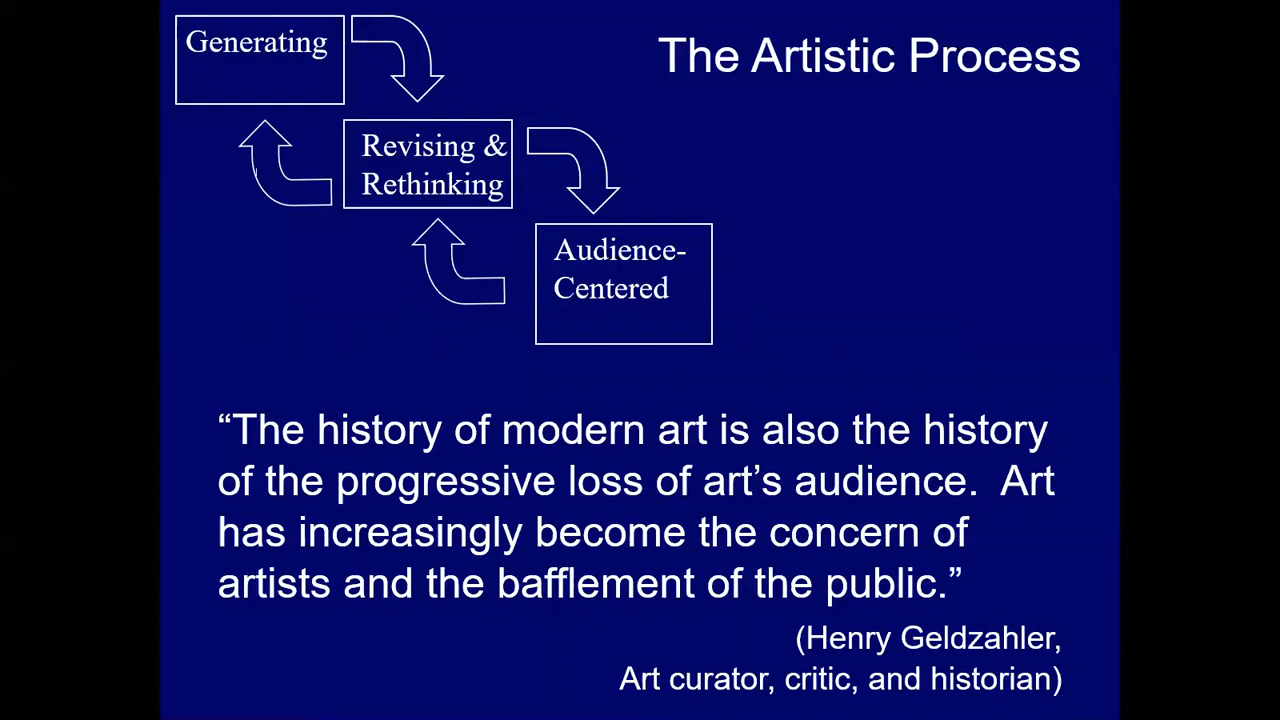 Generating
The Artistic Process
Revising &
Rethinking
Audience-
Centered
“The history of modern art is also the history
of the progressive loss of art’s audience.  Art
has increasingly become the concern of
artists and the bafflement of the public.”
(Henry Geldzahler,
Art curator, critic, and historian)